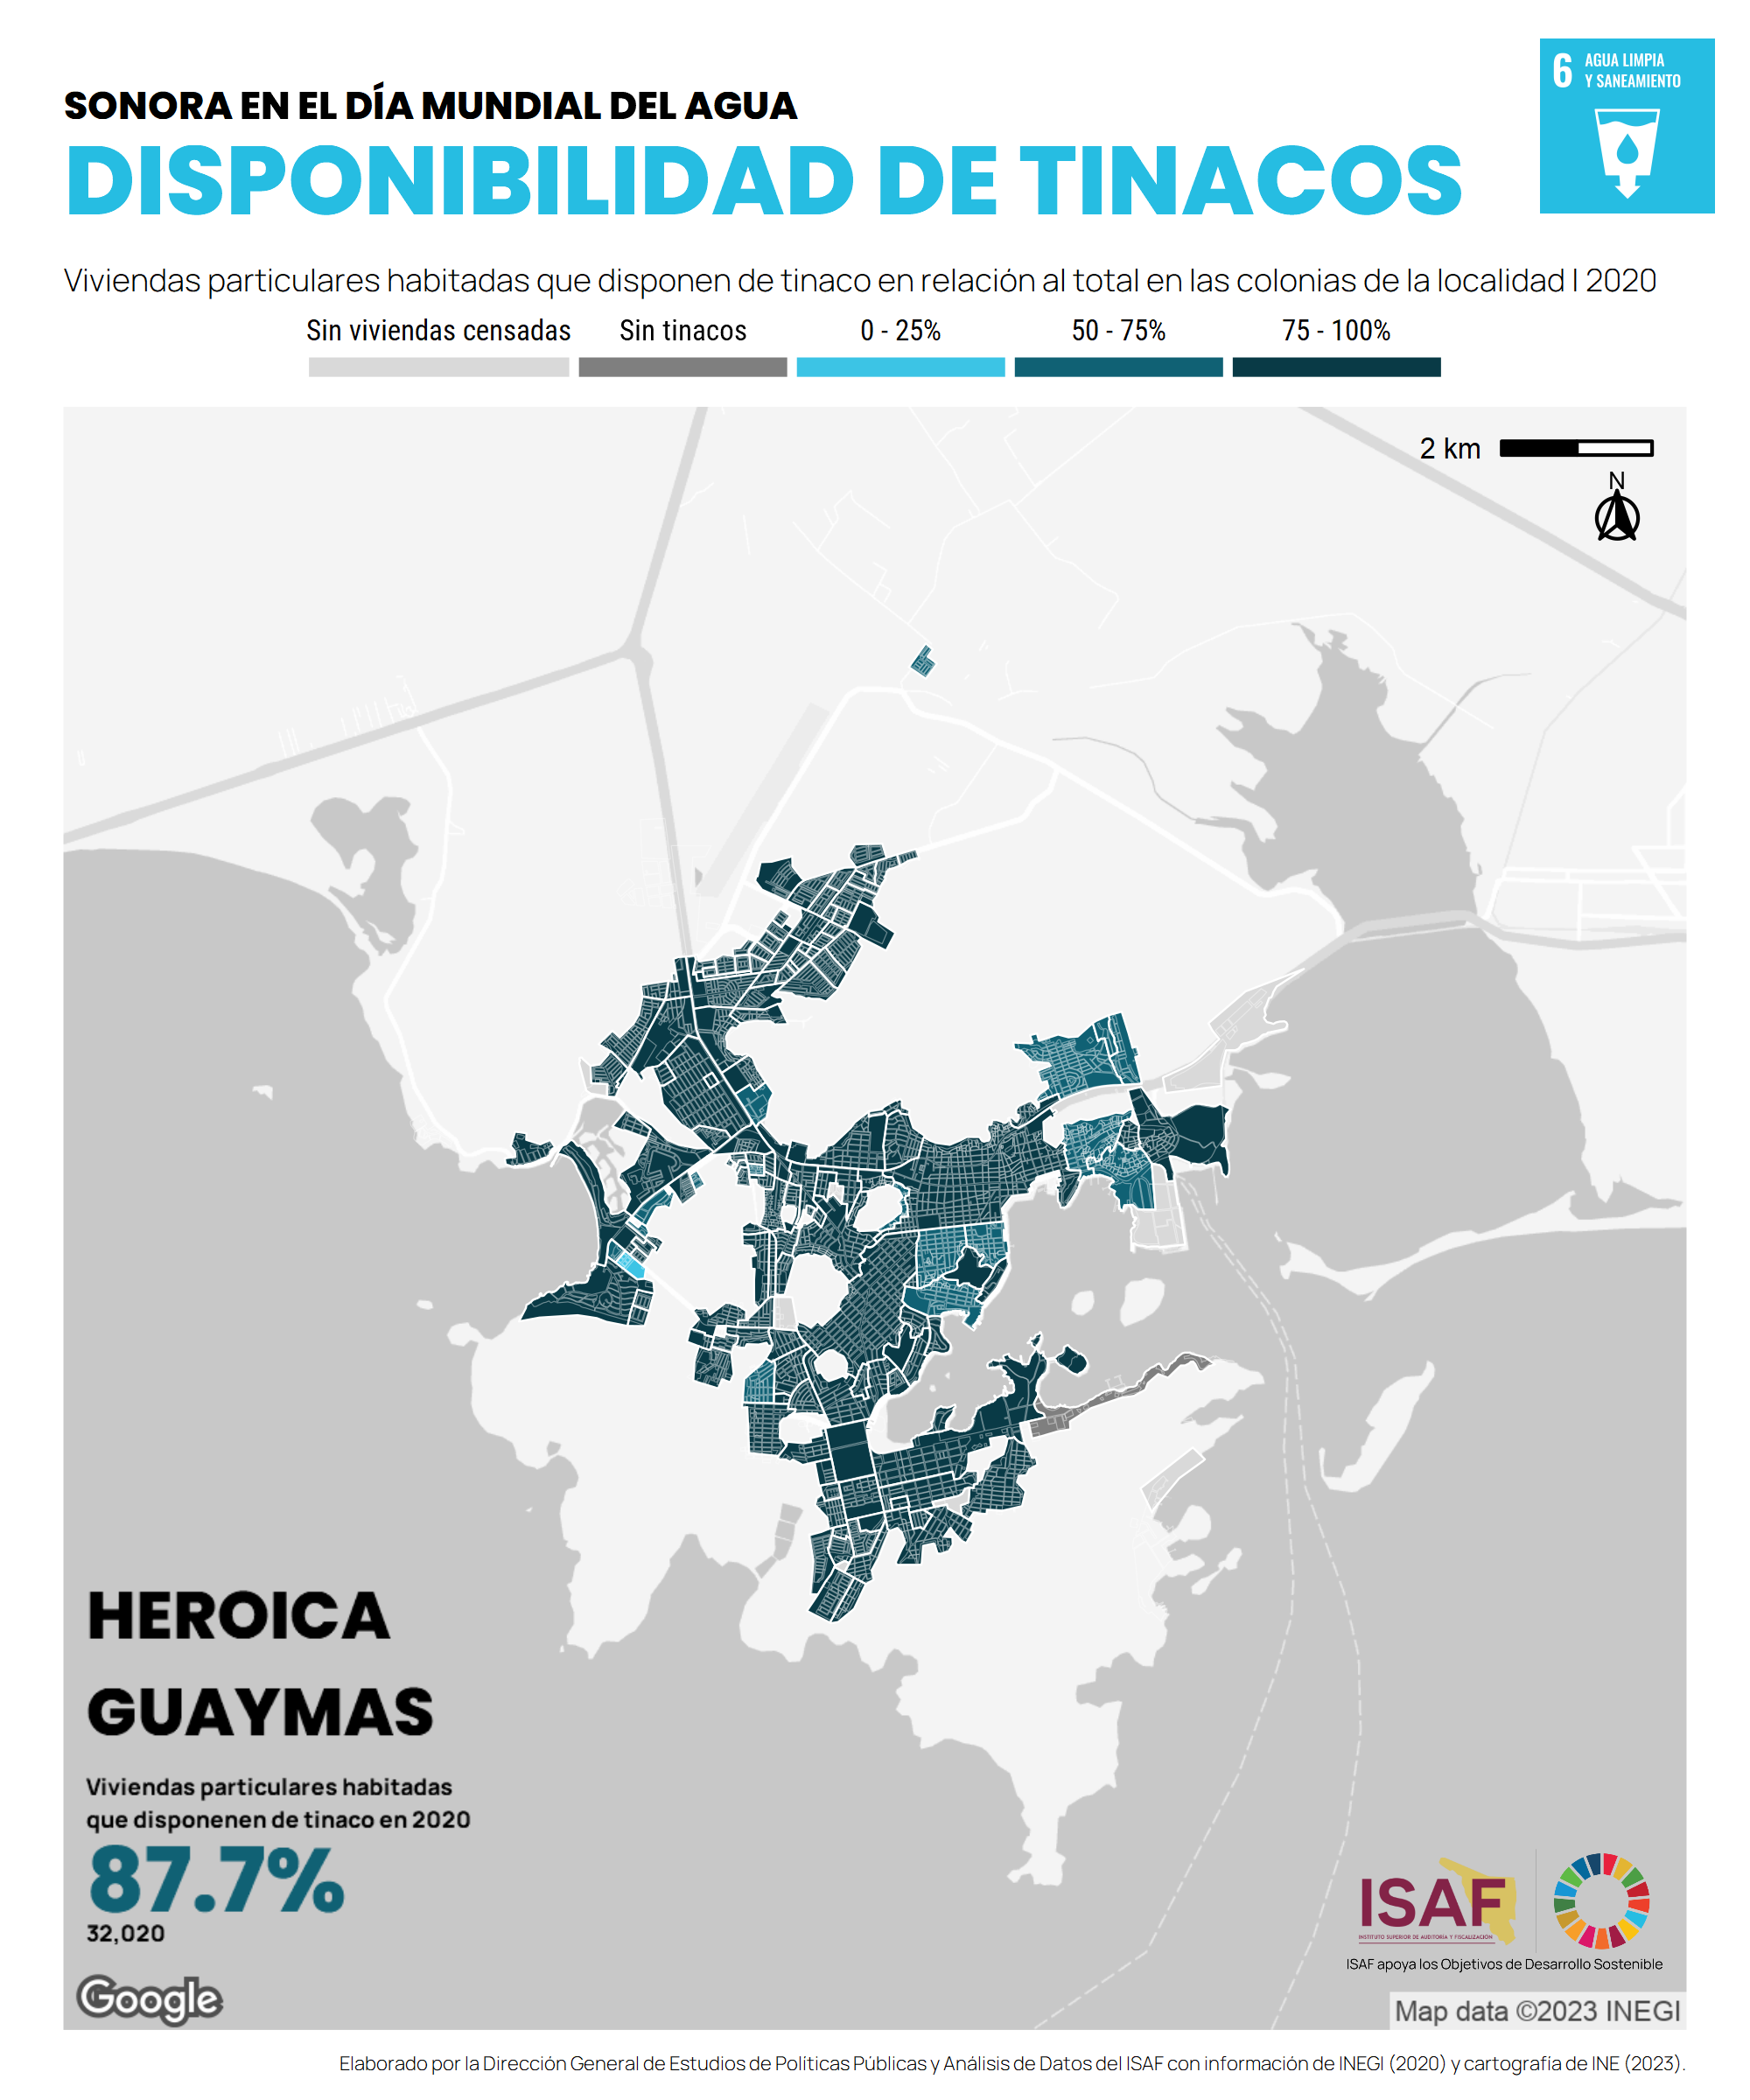 SONORA EN EL DÍA MUNDIAL DEL AGUA
DISPONIBILIDAD DE TINACOS
6 AGUA LIMPIA
Y SANEAMIENTO
Viviendas particulares habitadas que disponen de tinaco en relación al total en las colonias de la localidad | 2020
Sin viviendas censadas
Sin tinacos
0 - 25%
50 - 75%
75 - 100%
2 km
N
HEROICA
GUAYMAS
Viviendas particulares habitadas
que disponenen de tinaco en 2020
87.7%
32,020
Google
ISAF
INSTITUTO SUPERIOR DE AUDITORÍA Y FISCALIZACIÓN
ISAF apoya los Objetivos de Desarrollo Sostenible
Map data ©2023 INEGI
Elaborado por la Dirección General de Estudios de Políticas Públicas y Análisis de Datos del ISAF con información de INEGI (2020) y cartografía de INE (2023).